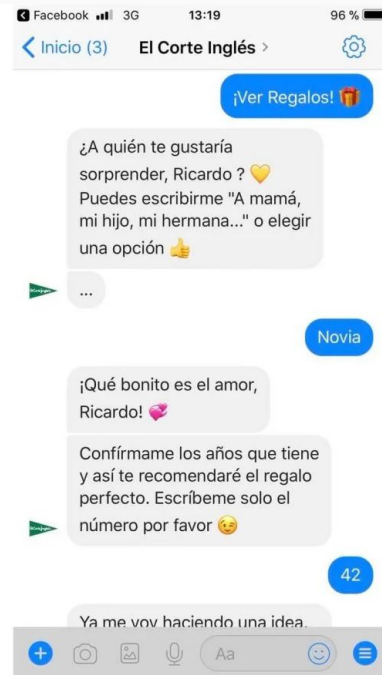 Facebook 3G 13:19 96 %
Inicio (3) El Corte Inglés >
¡Ver Regalos! 🎁
¿A quién te gustaría
sorprender, Ricardo ? 💛
Puedes escribirme "A mamá,
mi hijo, mi hermana..." o elegir
una opción 👍
...
Novia
¡Qué bonito es el amor,
Ricardo! 💞
Confírmame los años que tiene
y así te recomendaré el regalo
perfecto. Escríbeme solo el
número por favor 😉
42
Ya me voy haciendo una idea.
Aa